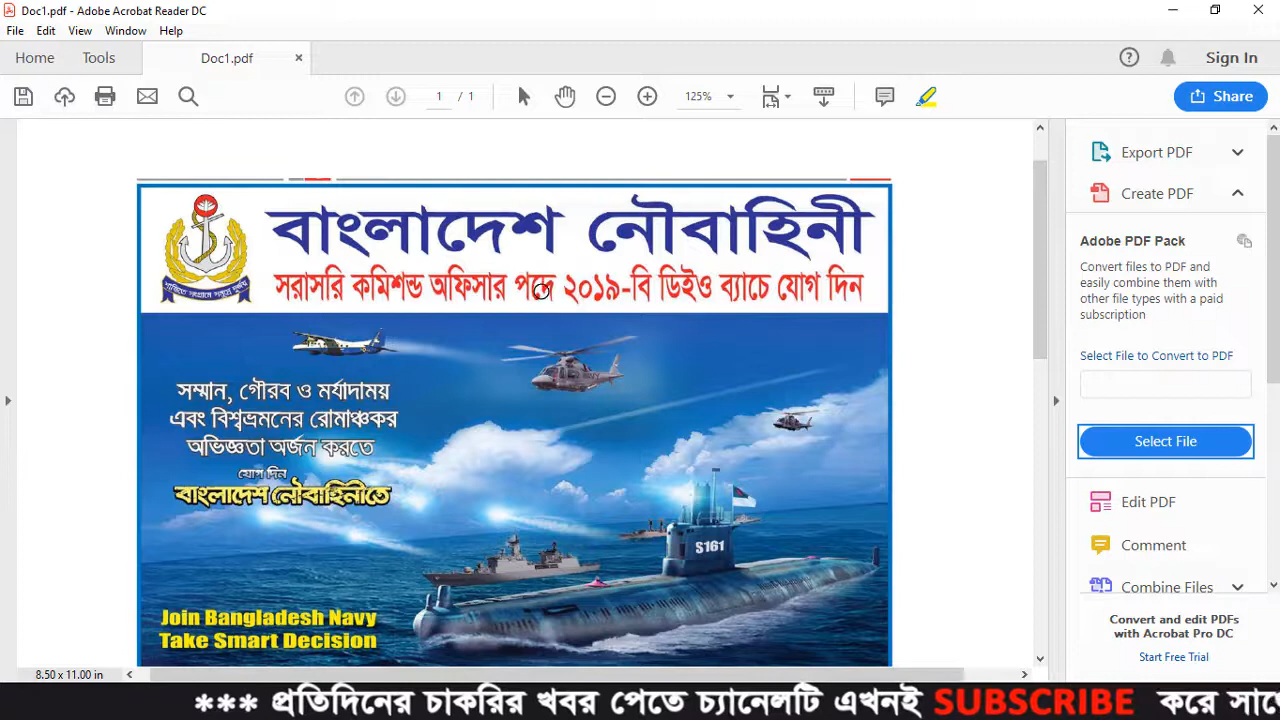 Doc1.pdf - Adobe Acrobat Reader DC
File Edit View Window Help
Home Tools Doc1.pdf Sign In
1 / 1 125% Share
Export PDF
Create PDF
Adobe PDF Pack
Convert files to PDF and
easily combine them with
other file types with a paid
subscription
Select File to Convert to PDF
Select File
Edit PDF
Comment
Combine Files
Convert and edit PDFs
with Acrobat Pro DC
Start Free Trial
বাংলাদেশ নৌবাহিনী
সরাসরি কমিশন্ড অফিসার পদে ২০১৯-বি ডিইও ব্যাচে যোগ দিন
সম্মান, গৌরব ও মর্যাদাময়
এবং বিশ্বভ্রমনের রোমাঞ্চকর
অভিজ্ঞতা অর্জন করতে
যোগ দিন
বাংলাদেশ নৌবাহিনীতে
S161
Join Bangladesh Navy
Take Smart Decision
8.50 x 11.00 in
*** প্রতিদিনের চাকরির খবর পেতে চ্যানেলটি এখনই SUBSCRIBE করে সাথে